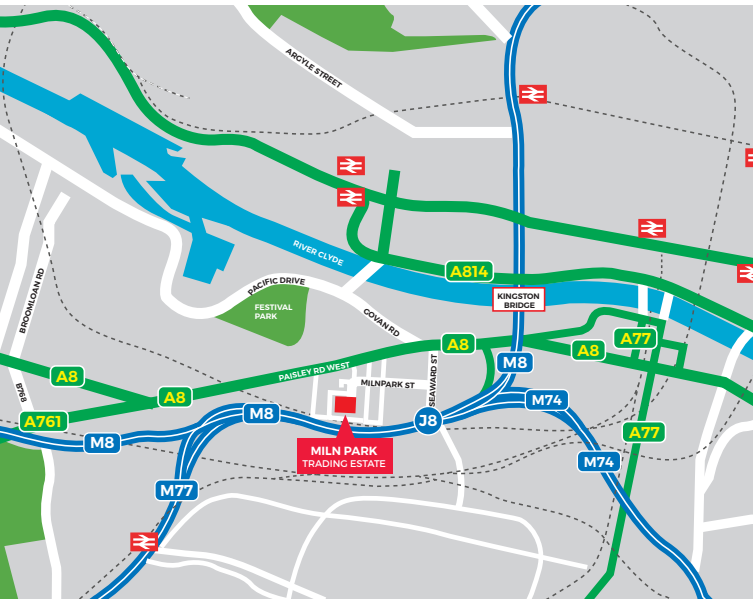 ARGYLE STREET
RIVER CLYDE
A814
KINGSTON
BRIDGE
PACIFIC DRIVE
FESTIVAL
PARK
GOVAN RD
BROOMLOAN RD
A77
A8
A8
M8
PAISLEY RD WEST
MILNPARK ST
SEAWARD ST
A8
B768
A8
M74
A761
M8
M8
J8
A77
MILN PARK
TRADING ESTATE
M74
M77